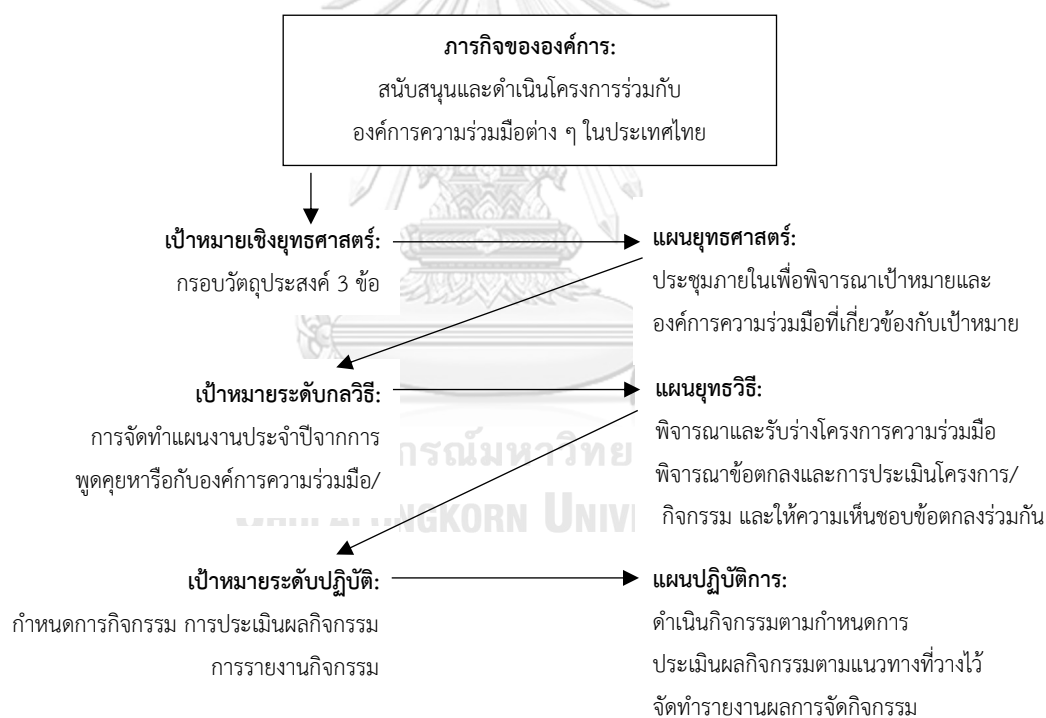 ภารกิจขององค์การ:
สนับสนุนและดำเนินโครงการร่วมกับ
องค์การความร่วมมือต่าง ๆ ในประเทศไทย
เป้าหมายเชิงยุทธศาสตร์:
กรอบวัตถุประสงค์ 3 ข้อ
แผนยุทธศาสตร์:
ประชุมภายในเพื่อพิจารณาเป้าหมายและ
องค์การความร่วมมือที่เกี่ยวข้องกับเป้าหมาย
เป้าหมายระดับกลวิธี:
การจัดทำแผนงานประจำปีจากการ
พูดคุยหารือกับองค์การความร่วมมือ/
แผนยุทธวิธี:
พิจารณาและรับร่างโครงการความร่วมมือ
พิจารณาข้อตกลงและการประเมินโครงการ/
กิจกรรม และให้ความเห็นชอบข้อตกลงร่วมกัน
เป้าหมายระดับปฏิบัติ:
กำหนดการกิจกรรม การประเมินผลกิจกรรม
การรายงานกิจกรรม
แผนปฏิบัติการ:
ดำเนินกิจกรรมตามกำหนดการ
ประเมินผลกิจกรรมตามแนวทางที่วางไว้
จัดทำรายงานผลการจัดกิจกรรม